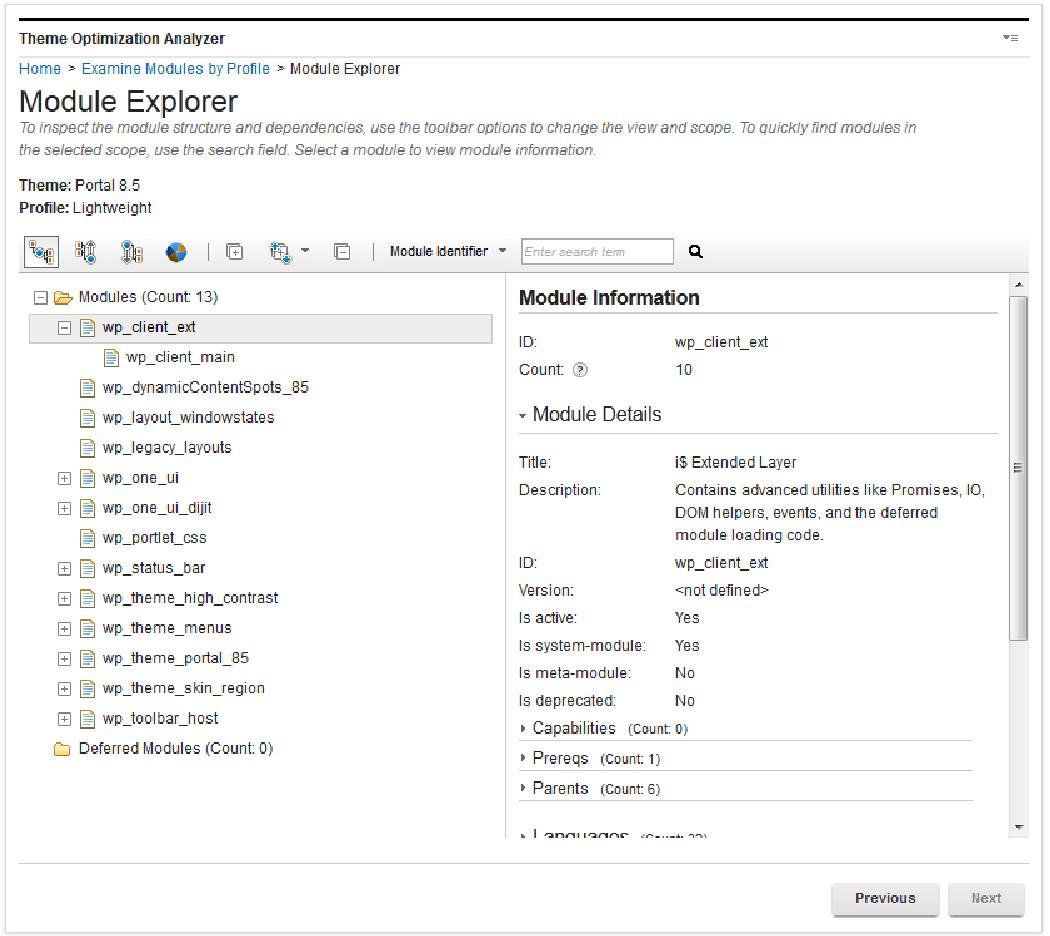 Theme Optimization Analyzer
Home > Examine Modules by Profile > Module Explorer
Module Explorer
To inspect the module structure and dependencies, use the toolbar options to change the view and scope. To quickly find modules in
the selected scope, use the search field. Select a module to view module information.
Theme: Portal 8.5
Profile: Lightweight
Module Identifier
Enter search term
Modules (Count: 13)
wp_client_ext
wp_client_main
wp_dynamicContentSpots_85
wp_layout_windowstates
wp_legacy_layouts
wp_one_ui
wp_one_ui_dijit
wp_portlet_css
wp_status_bar
wp_theme_high_contrast
wp_theme_menus
wp_theme_portal_85
wp_theme_skin_region
wp_toolbar_host
Deferred Modules (Count: 0)
Module Information
ID: wp_client_ext
Count: ? 10
Module Details
Title: i$ Extended Layer
Description: Contains advanced utilities like Promises, IO,
DOM helpers, events, and the deferred
module loading code.
ID: wp_client_ext
Version: <not defined>
Is active: Yes
Is system-module: Yes
Is meta-module: No
Is deprecated: No
Capabilities (Count: 0)
Prereqs (Count: 1)
Parents (Count: 6)
Languages
Previous
Next